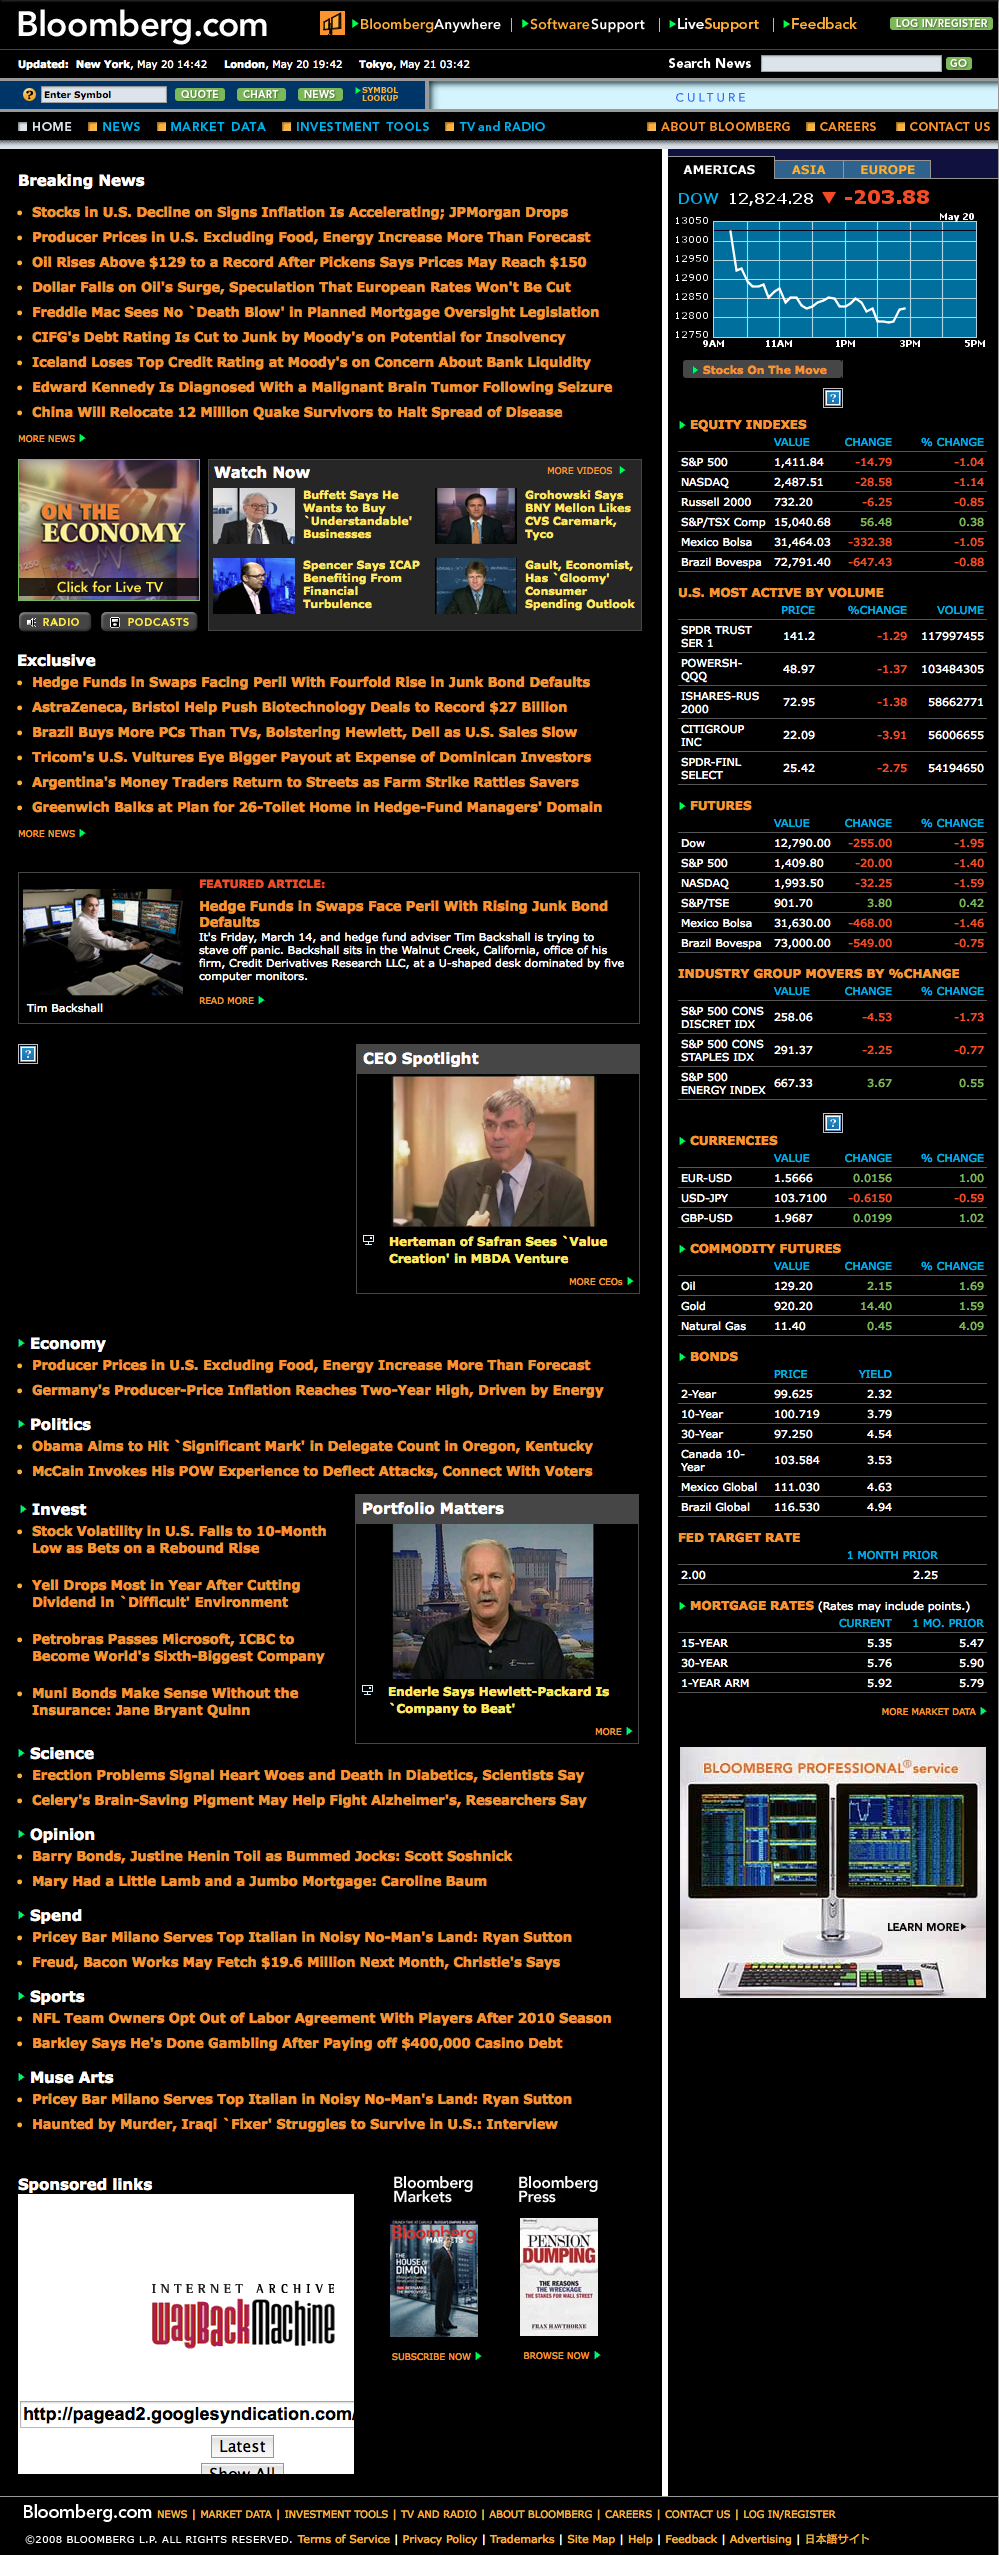 Bloomberg.com
BloombergAnywhere | SoftwareSupport | LiveSupport | Feedback
LOG IN/REGISTER
Updated: New York, May 20 14:42 London, May 20 19:42 Tokyo, May 21 03:42
Search News GO
? Enter Symbol QUOTE CHART NEWS SYMBOL LOOKUP
CULTURE
HOME NEWS MARKET DATA INVESTMENT TOOLS TV and RADIO ABOUT BLOOMBERG CAREERS CONTACT US
Breaking News
• Stocks in U.S. Decline on Signs Inflation Is Accelerating; JPMorgan Drops
• Producer Prices in U.S. Excluding Food, Energy Increase More Than Forecast
• Oil Rises Above $129 to a Record After Pickens Says Prices May Reach $150
• Dollar Falls on Oil's Surge, Speculation That European Rates Won't Be Cut
• Freddie Mac Sees No `Death Blow' in Planned Mortgage Oversight Legislation
• CIFG's Debt Rating Is Cut to Junk by Moody's on Potential for Insolvency
• Iceland Loses Top Credit Rating at Moody's on Concern About Bank Liquidity
• Edward Kennedy Is Diagnosed With a Malignant Brain Tumor Following Seizure
• China Will Relocate 12 Million Quake Survivors to Halt Spread of Disease
MORE NEWS
ON THE
ECONOMY
Click for Live TV
RADIO PODCASTS
Watch Now
MORE VIDEOS
Buffett Says He
Wants to Buy
`Understandable'
Businesses
Grohowski Says
BNY Mellon Likes
CVS Caremark,
Tyco
Spencer Says ICAP
Benefiting From
Financial
Turbulence
Gault, Economist,
Has `Gloomy'
Consumer
Spending Outlook
Exclusive
• Hedge Funds in Swaps Facing Peril With Fourfold Rise in Junk Bond Defaults
• AstraZeneca, Bristol Help Push Biotechnology Deals to Record $27 Billion
• Brazil Buys More PCs Than TVs, Bolstering Hewlett, Dell as U.S. Sales Slow
• Tricom's U.S. Vultures Eye Bigger Payout at Expense of Dominican Investors
• Argentina's Money Traders Return to Streets as Farm Strike Rattles Savers
• Greenwich Balks at Plan for 26-Toilet Home in Hedge-Fund Managers' Domain
MORE NEWS
FEATURED ARTICLE:
Hedge Funds in Swaps Face Peril With Rising Junk Bond
Defaults
It's Friday, March 14, and hedge fund adviser Tim Backshall is trying to
stave off panic. Backshall sits in the Walnut Creek, California, office of his
firm, Credit Derivatives Research LLC, at a U-shaped desk dominated by five
computer monitors.
READ MORE
Tim Backshall
?
CEO Spotlight
Herteman of Safran Sees `Value
Creation' in MBDA Venture
MORE CEOs
Economy
• Producer Prices in U.S. Excluding Food, Energy Increase More Than Forecast
• Germany's Producer-Price Inflation Reaches Two-Year High, Driven by Energy
Politics
• Obama Aims to Hit `Significant Mark' in Delegate Count in Oregon, Kentucky
• McCain Invokes His POW Experience to Deflect Attacks, Connect With Voters
Invest
• Stock Volatility in U.S. Falls to 10-Month
Low as Bets on a Rebound Rise
• Yell Drops Most in Year After Cutting
Dividend in `Difficult' Environment
• Petrobras Passes Microsoft, ICBC to
Become World's Sixth-Biggest Company
• Muni Bonds Make Sense Without the
Insurance: Jane Bryant Quinn
Portfolio Matters
Enderle Says Hewlett-Packard Is
`Company to Beat'
MORE
Science
• Erection Problems Signal Heart Woes and Death in Diabetics, Scientists Say
• Celery's Brain-Saving Pigment May Help Fight Alzheimer's, Researchers Say
Opinion
• Barry Bonds, Justine Henin Toil as Bummed Jocks: Scott Soshnick
• Mary Had a Little Lamb and a Jumbo Mortgage: Caroline Baum
Spend
• Pricey Bar Milano Serves Top Italian in Noisy No-Man's Land: Ryan Sutton
• Freud, Bacon Works May Fetch $19.6 Million Next Month, Christie's Says
Sports
• NFL Team Owners Opt Out of Labor Agreement With Players After 2010 Season
• Barkley Says He's Done Gambling After Paying off $400,000 Casino Debt
Muse Arts
• Pricey Bar Milano Serves Top Italian in Noisy No-Man's Land: Ryan Sutton
• Haunted by Murder, Iraqi `Fixer' Struggles to Survive in U.S.: Interview
Sponsored links
INTERNET ARCHIVE
WayBackMachine
http://pagead2.googlesyndication.com/
Latest
Show All
Bloomberg
Markets
Bloomberg
MARKETS
THE
HOUSE OF
DIMON
SUBSCRIBE NOW
Bloomberg
Press
PENSION
DUMPING
THE REASONS
THE WRECKAGE
THE STAKES FOR WALL STREET
FRAN HAWTHORNE
BROWSE NOW
AMERICAS ASIA EUROPE
DOW 12,824.28 ▼ -203.88
May 20
13050
13000
12950
12900
12850
12800
12750
9AM 11AM 1PM 3PM 5PM
Stocks On The Move
?
EQUITY INDEXES
VALUE CHANGE % CHANGE
S&P 500 1,411.84 -14.79 -1.04
NASDAQ 2,487.51 -28.58 -1.14
Russell 2000 732.20 -6.25 -0.85
S&P/TSX Comp 15,040.68 56.48 0.38
Mexico Bolsa 31,464.03 -332.38 -1.05
Brazil Bovespa 72,791.40 -647.43 -0.88
U.S. MOST ACTIVE BY VOLUME
PRICE %CHANGE VOLUME
SPDR TRUST
SER 1 141.2 -1.29 117997455
POWERSH-
QQQ 48.97 -1.37 103484305
ISHARES-RUS
2000 72.95 -1.38 58662771
CITIGROUP
INC 22.09 -3.91 56006655
SPDR-FINL
SELECT 25.42 -2.75 54194650
FUTURES
VALUE CHANGE % CHANGE
Dow 12,790.00 -255.00 -1.95
S&P 500 1,409.80 -20.00 -1.40
NASDAQ 1,993.50 -32.25 -1.59
S&P/TSE 901.70 3.80 0.42
Mexico Bolsa 31,630.00 -468.00 -1.46
Brazil Bovespa 73,000.00 -549.00 -0.75
INDUSTRY GROUP MOVERS BY %CHANGE
VALUE CHANGE % CHANGE
S&P 500 CONS
DISCRET IDX 258.06 -4.53 -1.73
S&P 500 CONS
STAPLES IDX 291.37 -2.25 -0.77
S&P 500
ENERGY INDEX 667.33 3.67 0.55
?
CURRENCIES
VALUE CHANGE % CHANGE
EUR-USD 1.5666 0.0156 1.00
USD-JPY 103.7100 -0.6150 -0.59
GBP-USD 1.9687 0.0199 1.02
COMMODITY FUTURES
VALUE CHANGE % CHANGE
Oil 129.20 2.15 1.69
Gold 920.20 14.40 1.59
Natural Gas 11.40 0.45 4.09
BONDS
PRICE YIELD
2-Year 99.625 2.32
10-Year 100.719 3.79
30-Year 97.250 4.54
Canada 10-
Year 103.584 3.53
Mexico Global 111.030 4.63
Brazil Global 116.530 4.94
FED TARGET RATE
1 MONTH PRIOR
2.00 2.25
MORTGAGE RATES (Rates may include points.)
CURRENT 1 MO. PRIOR
15-YEAR 5.35 5.47
30-YEAR 5.76 5.90
1-YEAR ARM 5.92 5.79
MORE MARKET DATA
BLOOMBERG PROFESSIONAL® service
LEARN MORE
Bloomberg.com NEWS | MARKET DATA | INVESTMENT TOOLS | TV AND RADIO | ABOUT BLOOMBERG | CAREERS | CONTACT US | LOG IN/REGISTER
©2008 BLOOMBERG L.P. ALL RIGHTS RESERVED. Terms of Service | Privacy Policy | Trademarks | Site Map | Help | Feedback | Advertising | 日本語サイト